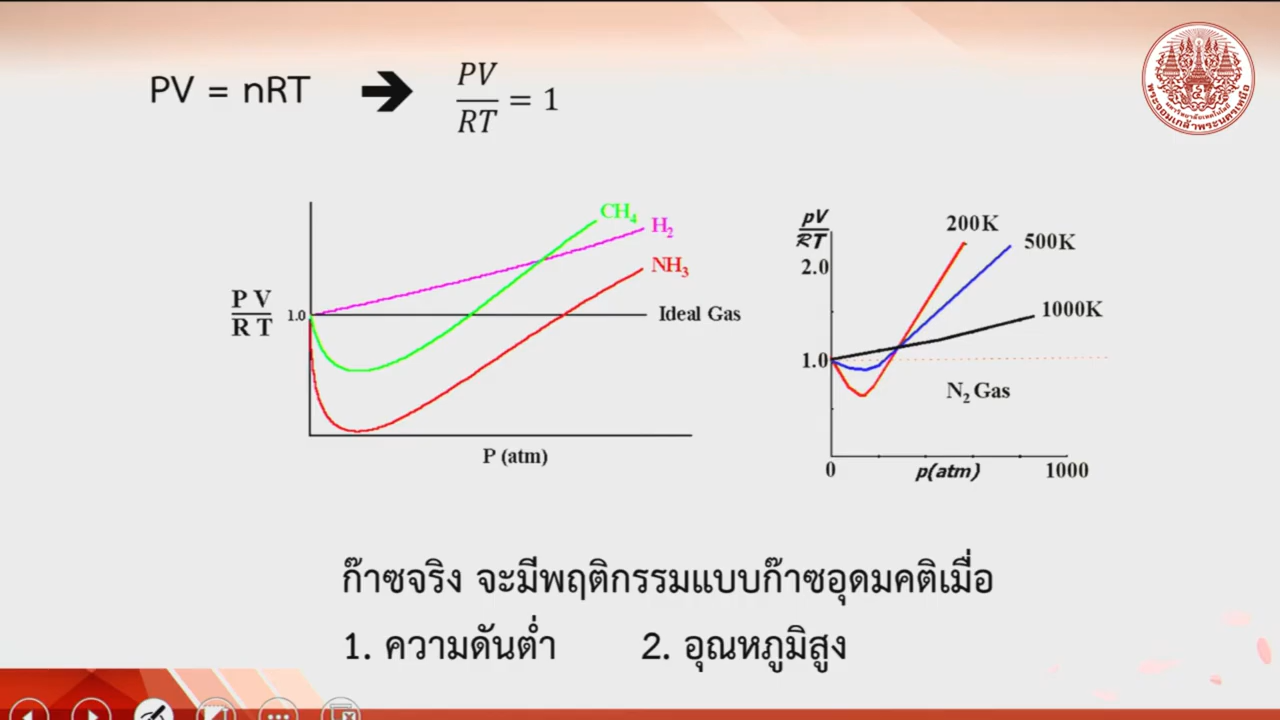 PV = nRT ➔ PV/RT = 1
CH₄
H₂
NH₃
Ideal Gas
P V
R T
1.0
P (atm)
pV
RT
2.0
1.0
200K
500K
1000K
N₂ Gas
0
p(atm)
1000
ก๊าซจริง จะมีพฤติกรรมแบบก๊าซอุดมคติเมื่อ
1. ความดันต่ำ 2. อุณหภูมิสูง